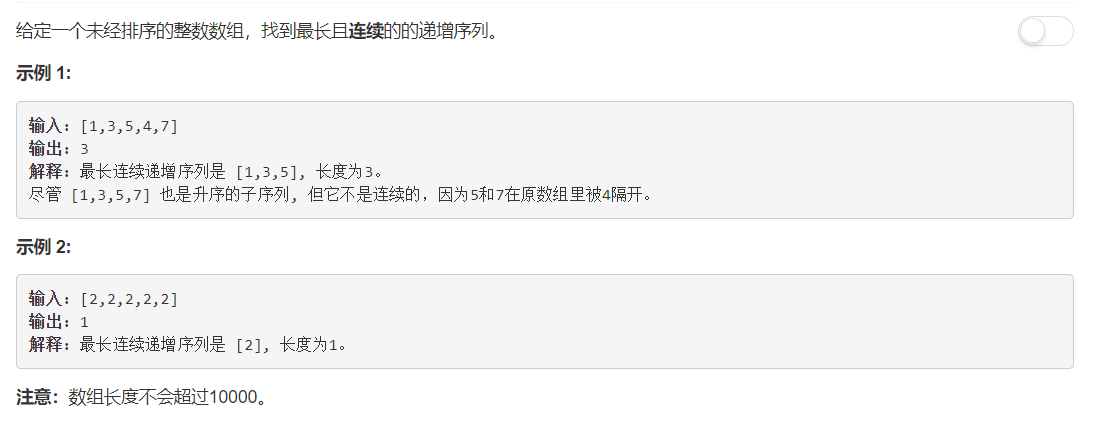 给定一个未经排序的整数数组，找到最长且连续的的递增序列。
示例 1:
输入: [1,3,5,4,7]
输出: 3
解释: 最长连续递增序列是 [1,3,5], 长度为3。
尽管 [1,3,5,7] 也是升序的子序列, 但它不是连续的，因为5和7在原数组里被4隔开。
示例 2:
输入: [2,2,2,2,2]
输出: 1
解释: 最长连续递增序列是 [2], 长度为1。
注意：数组长度不会超过10000。